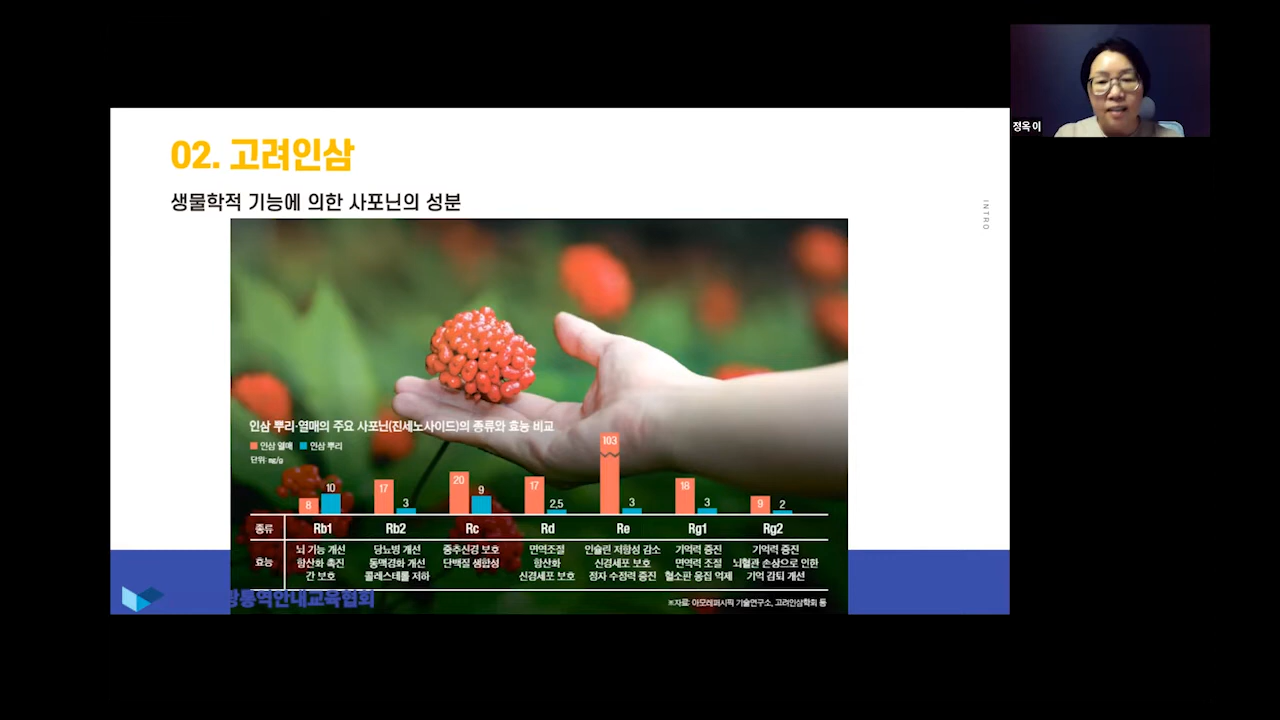 02. 고려인삼
생물학적 기능에 의한 사포닌의 성분
INTRO
정옥 이
인삼 뿌리·열매의 주요 사포닌(진세노사이드)의 종류와 효능 비교
인삼 열매 인삼 뿌리
단위: mg/g
8 10 17 3 20 9 17 2.5 103 3 18 3 9 2
종류 Rb1 Rb2 Rc Rd Re Rg1 Rg2
효능
뇌 기능 개선
항산화 촉진
간 보호
당뇨병 개선
동맥경화 개선
콜레스테롤 저하
중추신경 보호
단백질 생합성
면역조절
항산화
신경세포 보호
인슐린 저항성 감소
신경세포 보호
정자 수정력 증진
기억력 증진
면역력 조절
혈소판 응집 억제
기억력 증진
뇌혈관 손상으로 인한
기억 감퇴 개선
※자료: 아모레퍼시픽 기술연구소, 고려인삼학회 등
광통역안내교육협회